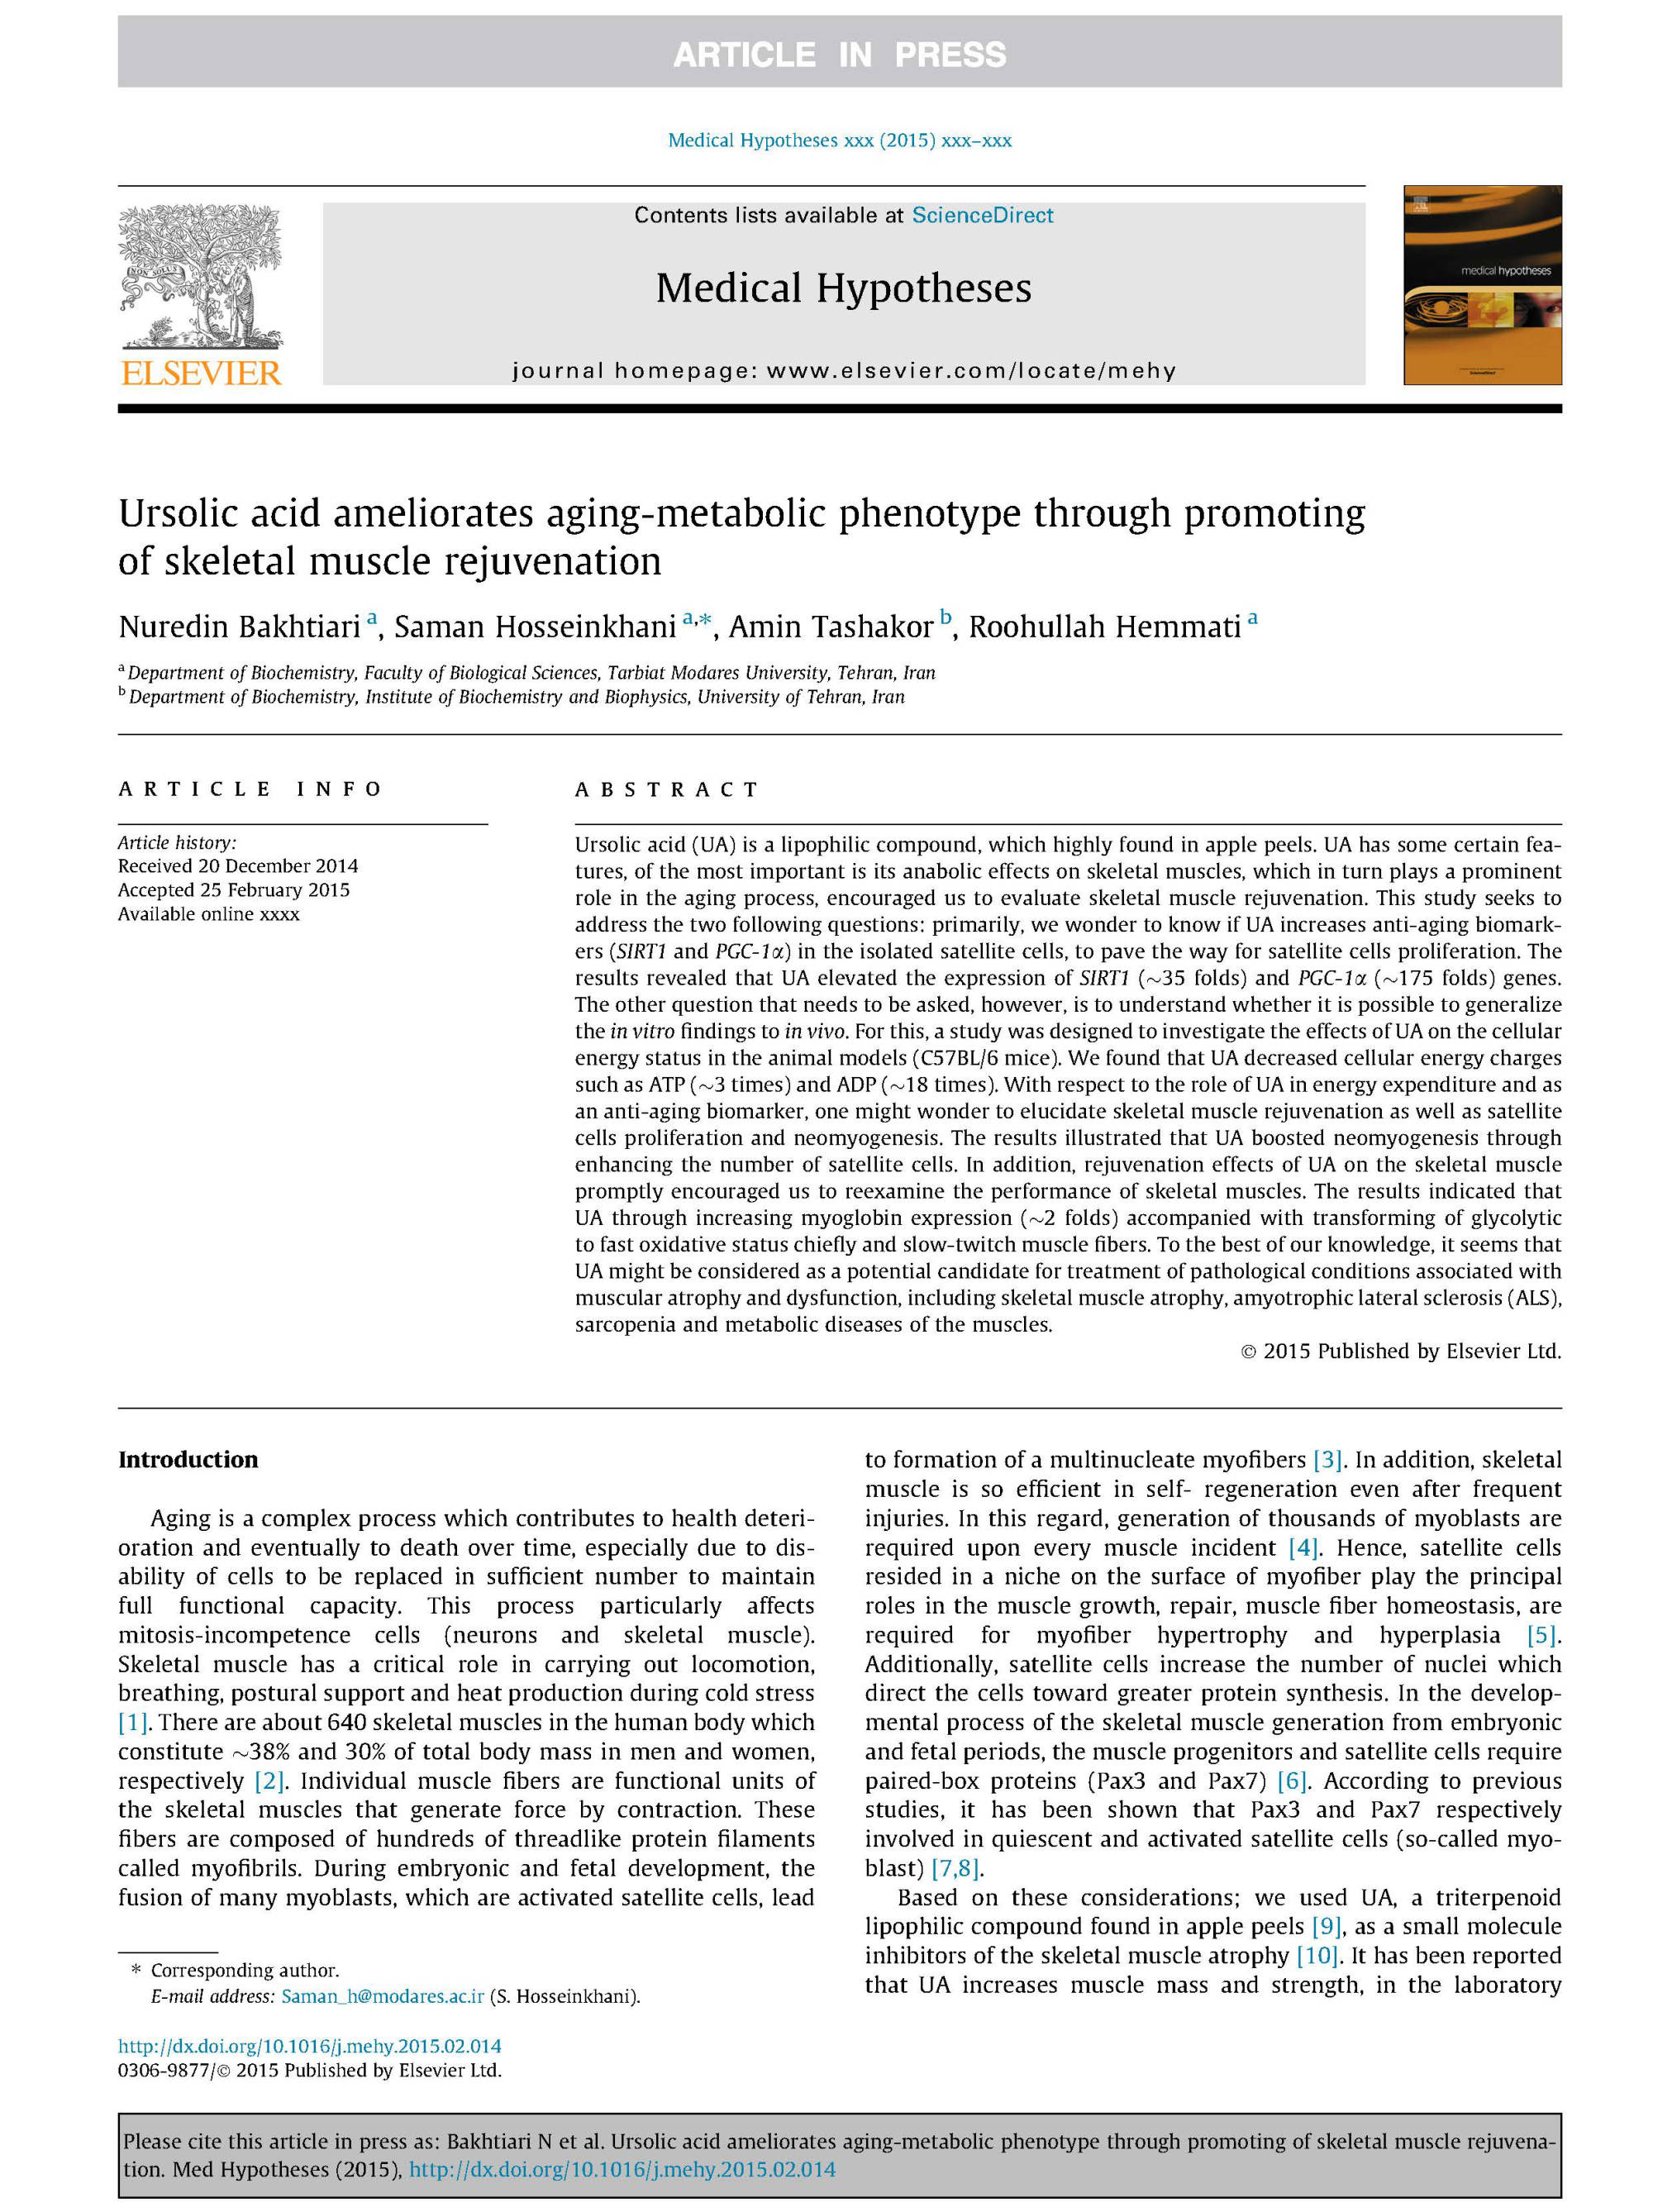 ARTICLE IN PRESS
Medical Hypotheses xxx (2015) xxx–xxx
Contents lists available at ScienceDirect
Medical Hypotheses
journal homepage: www.elsevier.com/locate/mehy
NON SOLUS
ELSEVIER
medical hypotheses
Ursolic acid ameliorates aging-metabolic phenotype through promoting
of skeletal muscle rejuvenation
Nuredin Bakhtiari a, Saman Hosseinkhani a,*, Amin Tashakor b, Roohullah Hemmati a
a Department of Biochemistry, Faculty of Biological Sciences, Tarbiat Modares University, Tehran, Iran
b Department of Biochemistry, Institute of Biochemistry and Biophysics, University of Tehran, Iran
ARTICLE INFO
Article history:
Received 20 December 2014
Accepted 25 February 2015
Available online xxxx
ABSTRACT
Ursolic acid (UA) is a lipophilic compound, which highly found in apple peels. UA has some certain fea-
tures, of the most important is its anabolic effects on skeletal muscles, which in turn plays a prominent
role in the aging process, encouraged us to evaluate skeletal muscle rejuvenation. This study seeks to
address the two following questions: primarily, we wonder to know if UA increases anti-aging biomark-
ers (SIRT1 and PGC-1α) in the isolated satellite cells, to pave the way for satellite cells proliferation. The
results revealed that UA elevated the expression of SIRT1 (∼35 folds) and PGC-1α (∼175 folds) genes.
The other question that needs to be asked, however, is to understand whether it is possible to generalize
the in vitro findings to in vivo. For this, a study was designed to investigate the effects of UA on the cellular
energy status in the animal models (C57BL/6 mice). We found that UA decreased cellular energy charges
such as ATP (∼3 times) and ADP (∼18 times). With respect to the role of UA in energy expenditure and as
an anti-aging biomarker, one might wonder to elucidate skeletal muscle rejuvenation as well as satellite
cells proliferation and neomyogenesis. The results illustrated that UA boosted neomyogenesis through
enhancing the number of satellite cells. In addition, rejuvenation effects of UA on the skeletal muscle
promptly encouraged us to reexamine the performance of skeletal muscles. The results indicated that
UA through increasing myoglobin expression (∼2 folds) accompanied with transforming of glycolytic
to fast oxidative status chiefly and slow-twitch muscle fibers. To the best of our knowledge, it seems that
UA might be considered as a potential candidate for treatment of pathological conditions associated with
muscular atrophy and dysfunction, including skeletal muscle atrophy, amyotrophic lateral sclerosis (ALS),
sarcopenia and metabolic diseases of the muscles.
© 2015 Published by Elsevier Ltd.
Introduction
Aging is a complex process which contributes to health deteri-
oration and eventually to death over time, especially due to dis-
ability of cells to be replaced in sufficient number to maintain
full functional capacity. This process particularly affects
mitosis-incompetence cells (neurons and skeletal muscle).
Skeletal muscle has a critical role in carrying out locomotion,
breathing, postural support and heat production during cold stress
[1]. There are about 640 skeletal muscles in the human body which
constitute ∼38% and 30% of total body mass in men and women,
respectively [2]. Individual muscle fibers are functional units of
the skeletal muscles that generate force by contraction. These
fibers are composed of hundreds of threadlike protein filaments
called myofibrils. During embryonic and fetal development, the
fusion of many myoblasts, which are activated satellite cells, lead
to formation of a multinucleate myofibers [3]. In addition, skeletal
muscle is so efficient in self- regeneration even after frequent
injuries. In this regard, generation of thousands of myoblasts are
required upon every muscle incident [4]. Hence, satellite cells
resided in a niche on the surface of myofiber play the principal
roles in the muscle growth, repair, muscle fiber homeostasis, are
required for myofiber hypertrophy and hyperplasia [5].
Additionally, satellite cells increase the number of nuclei which
direct the cells toward greater protein synthesis. In the develop-
mental process of the skeletal muscle generation from embryonic
and fetal periods, the muscle progenitors and satellite cells require
paired-box proteins (Pax3 and Pax7) [6]. According to previous
studies, it has been shown that Pax3 and Pax7 respectively
involved in quiescent and activated satellite cells (so-called myo-
blast) [7,8].
Based on these considerations; we used UA, a triterpenoid
lipophilic compound found in apple peels [9], as a small molecule
inhibitors of the skeletal muscle atrophy [10]. It has been reported
that UA increases muscle mass and strength, in the laboratory
* Corresponding author.
E-mail address: Saman_h@modares.ac.ir (S. Hosseinkhani).
http://dx.doi.org/10.1016/j.mehy.2015.02.014
0306-9877/© 2015 Published by Elsevier Ltd.
Please cite this article in press as: Bakhtiari N et al. Ursolic acid ameliorates aging-metabolic phenotype through promoting of skeletal muscle rejuvena-
tion. Med Hypotheses (2015), http://dx.doi.org/10.1016/j.mehy.2015.02.014